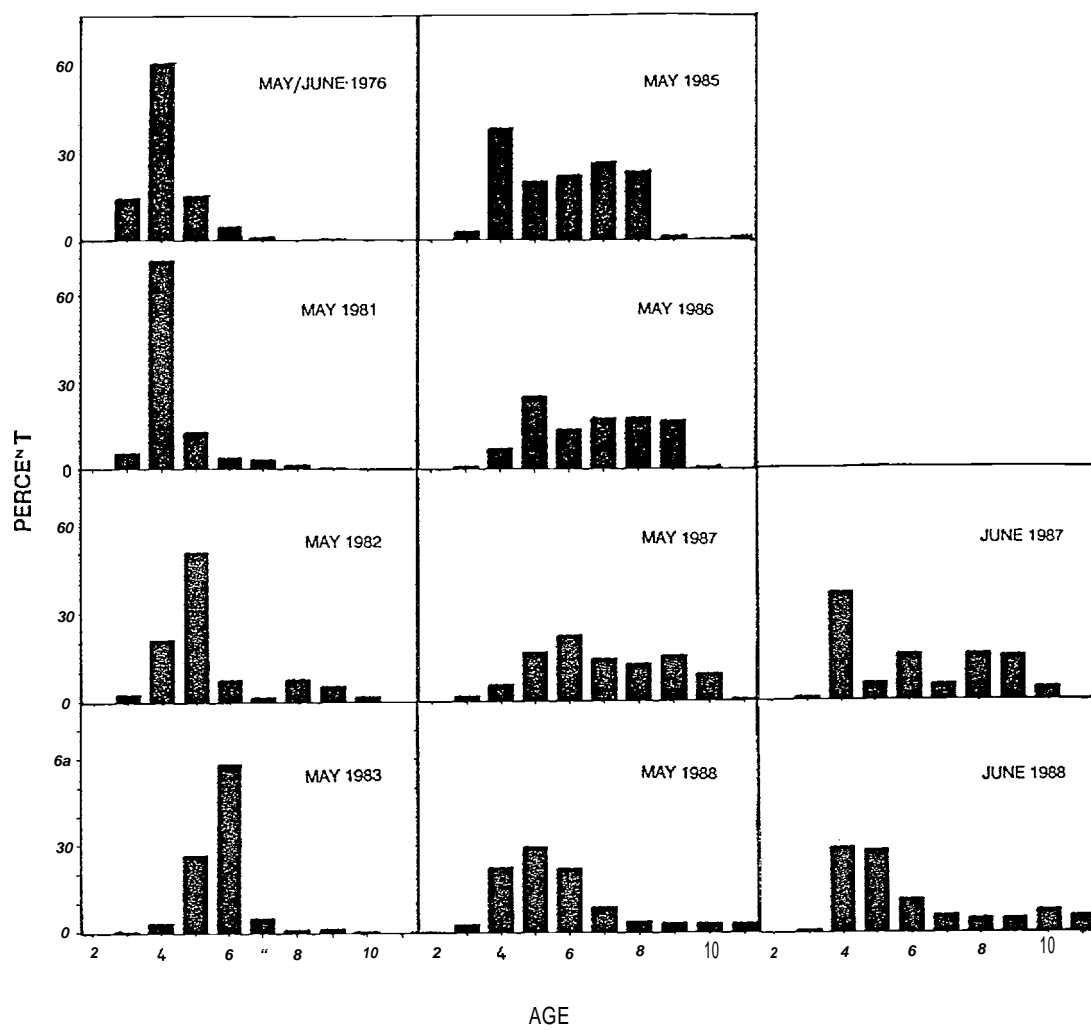 MAY/JUNE·1976
MAY 1985
60
30
0
MAY 1981
MAY 1986
60
30
0
PERCENT
MAY 1982
MAY 1987
JUNE 1987
60
30
0
MAY 1983
MAY 1988
JUNE 1988
6a
30
0
2 4 6 “ 8 10 2 4 6 8 10 2 4 6 8 10
AGE